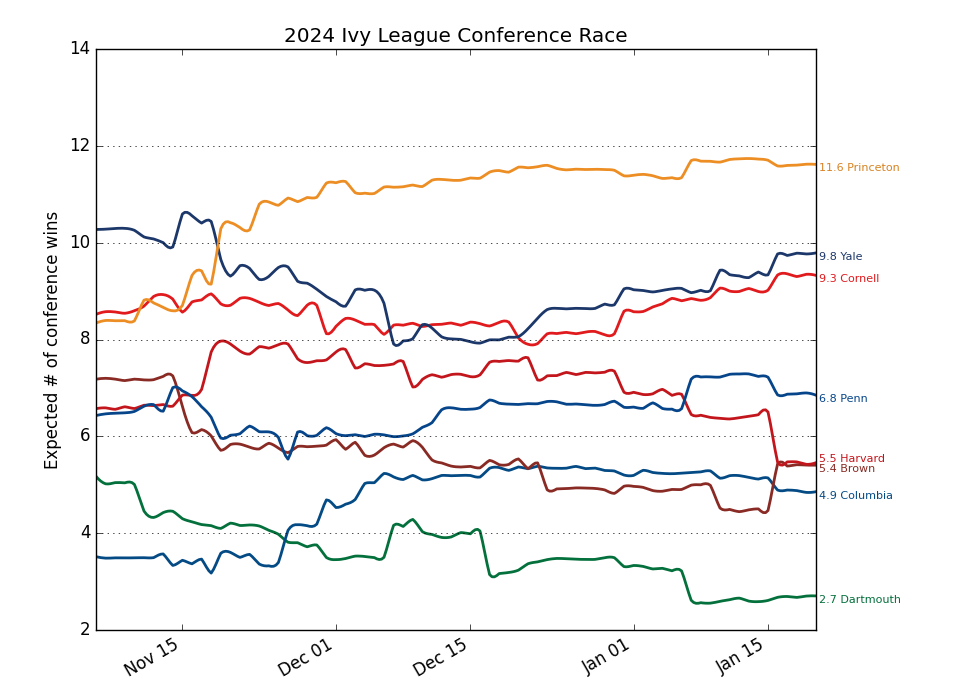 2024 Ivy League Conference Race
Expected # of conference wins
14
12
10
8
6
4
2
Nov 15
Dec 01
Dec 15
Jan 01
Jan 15
11.6 Princeton
9.8 Yale
9.3 Cornell
6.8 Penn
5.5 Harvard
5.4 Brown
4.9 Columbia
2.7 Dartmouth